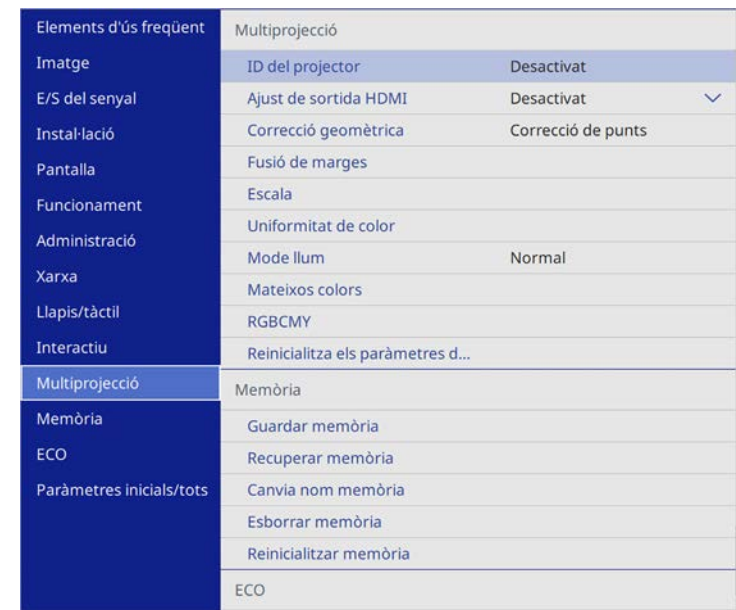 Elements d'ús freqüent
Imatge
E/S del senyal
Instal·lació
Pantalla
Funcionament
Administració
Xarxa
Llapis/tàctil
Interactiu
Multiprojecció
Memòria
ECO
Paràmetres inicials/tots
Multiprojecció
ID del projector Desactivat
Ajust de sortida HDMI Desactivat
Correcció geomètrica Correcció de punts
Fusió de marges
Escala
Uniformitat de color
Mode llum Normal
Mateixos colors
RGBCMY
Reinicialitza els paràmetres d...
Memòria
Guardar memòria
Recuperar memòria
Canvia nom memòria
Esborrar memòria
Reinicialitzar memòria
ECO